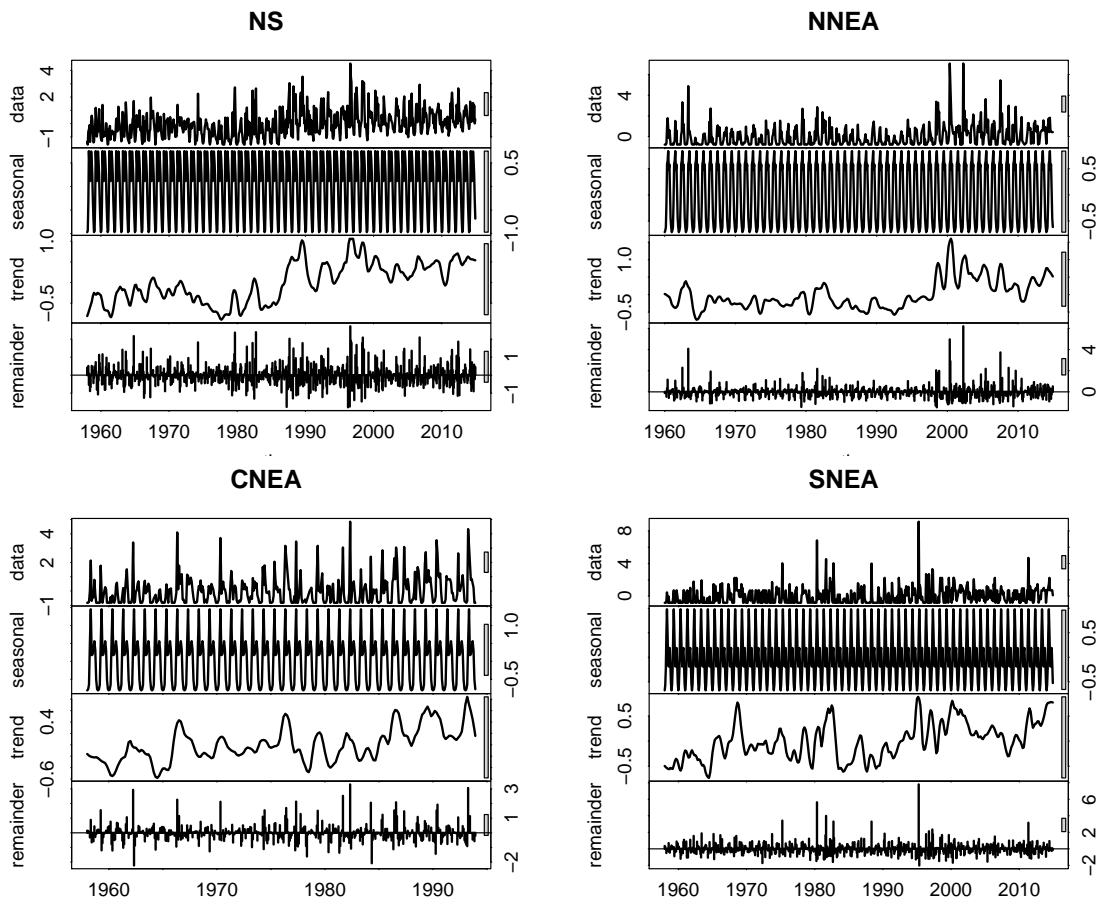 NS
data
−1
2
4
seasonal
−1.0
0.5
trend
−0.5
1.0
remainder
−1
1
1960 1970 1980 1990 2000 2010
NNEA
data
0
4
seasonal
−0.5
0.5
trend
−0.5
1.0
remainder
0
4
1960 1970 1980 1990 2000 2010
CNEA
data
−1
2
4
seasonal
−0.5
1.0
trend
−0.6
0.4
remainder
−2
1
3
1960 1970 1980 1990
SNEA
data
0
4
8
seasonal
−0.5
0.5
trend
−0.5
0.5
remainder
−2
2
6
1960 1970 1980 1990 2000 2010